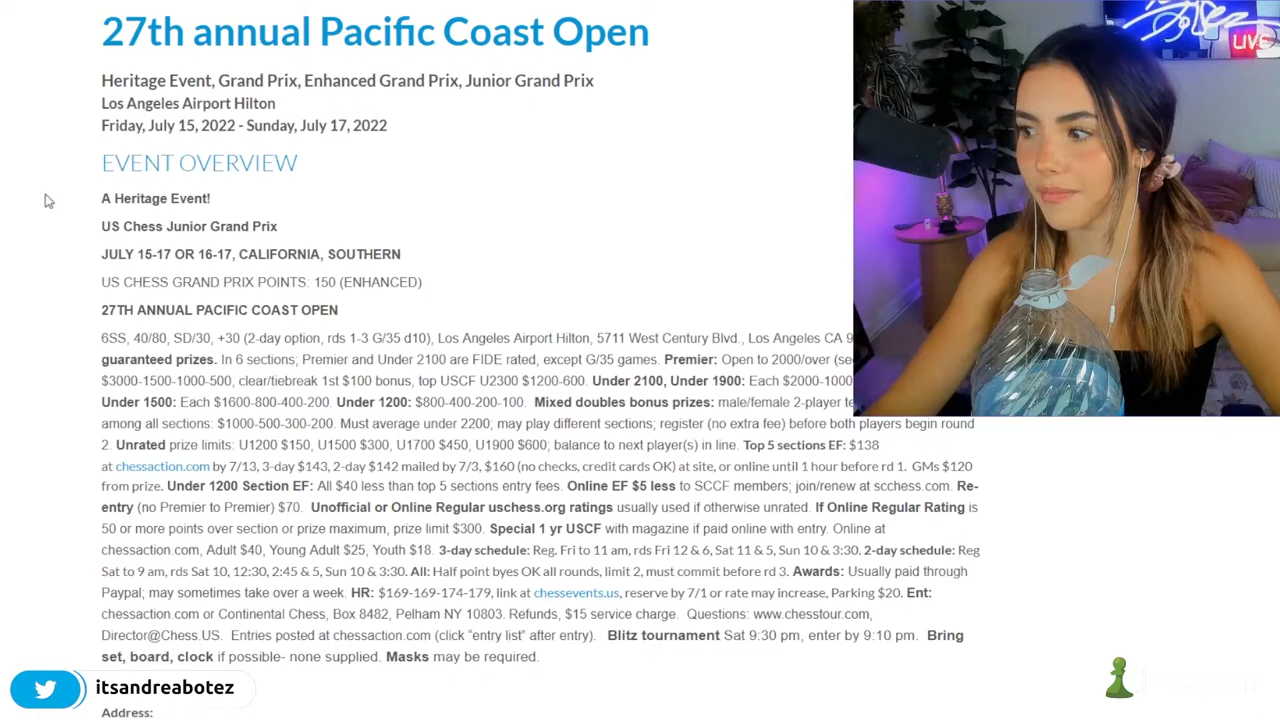 27th annual Pacific Coast Open
Heritage Event, Grand Prix, Enhanced Grand Prix, Junior Grand Prix
Los Angeles Airport Hilton
Friday, July 15, 2022 - Sunday, July 17, 2022
EVENT OVERVIEW
A Heritage Event!
US Chess Junior Grand Prix
JULY 15-17 OR 16-17, CALIFORNIA, SOUTHERN
US CHESS GRAND PRIX POINTS: 150 (ENHANCED)
27TH ANNUAL PACIFIC COAST OPEN
6SS, 40/80, SD/30, +30 (2-day option, rds 1-3 G/35 d10), Los Angeles Airport Hilton, 5711 West Century Blvd., Los Angeles CA 9
guaranteed prizes. In 6 sections; Premier and Under 2100 are FIDE rated, except G/35 games. Premier: Open to 2000/over (se
$3000-1500-1000-500, clear/tiebreak 1st $100 bonus, top USCF U2300 $1200-600. Under 2100, Under 1900: Each $2000-1000
Under 1500: Each $1600-800-400-200. Under 1200: $800-400-200-100. Mixed doubles bonus prizes: male/female 2-player te
among all sections: $1000-500-300-200. Must average under 2200; may play different sections; register (no extra fee) before both players begin round
2. Unrated prize limits: U1200 $150, U1500 $300, U1700 $450, U1900 $600; balance to next player(s) in line. Top 5 sections EF: $138
at chessaction.com by 7/13, 3-day $143, 2-day $142 mailed by 7/3, $160 (no checks, credit cards OK) at site, or online until 1 hour before rd 1. GMs $120
from prize. Under 1200 Section EF: All $40 less than top 5 sections entry fees. Online EF $5 less to SCCF members; join/renew at scchess.com. Re-
entry (no Premier to Premier) $70. Unofficial or Online Regular uschess.org ratings usually used if otherwise unrated. If Online Regular Rating is
50 or more points over section or prize maximum, prize limit $300. Special 1 yr USCF with magazine if paid online with entry. Online at
chessaction.com, Adult $40, Young Adult $25, Youth $18. 3-day schedule: Reg. Fri to 11 am, rds Fri 12 & 6, Sat 11 & 5, Sun 10 & 3:30. 2-day schedule: Reg
Sat to 9 am, rds Sat 10, 12:30, 2:45 & 5, Sun 10 & 3:30. All: Half point byes OK all rounds, limit 2, must commit before rd 3. Awards: Usually paid through
Paypal; may sometimes take over a week. HR: $169-169-174-179, link at chessevents.us, reserve by 7/1 or rate may increase, Parking $20. Ent:
chessaction.com or Continental Chess, Box 8482, Pelham NY 10803. Refunds, $15 service charge. Questions: www.chesstour.com,
Director@Chess.US. Entries posted at chessaction.com (click "entry list" after entry). Blitz tournament Sat 9:30 pm, enter by 9:10 pm. Bring
set, board, clock if possible- none supplied. Masks may be required.
Address:
LIVE
itsandreabotez